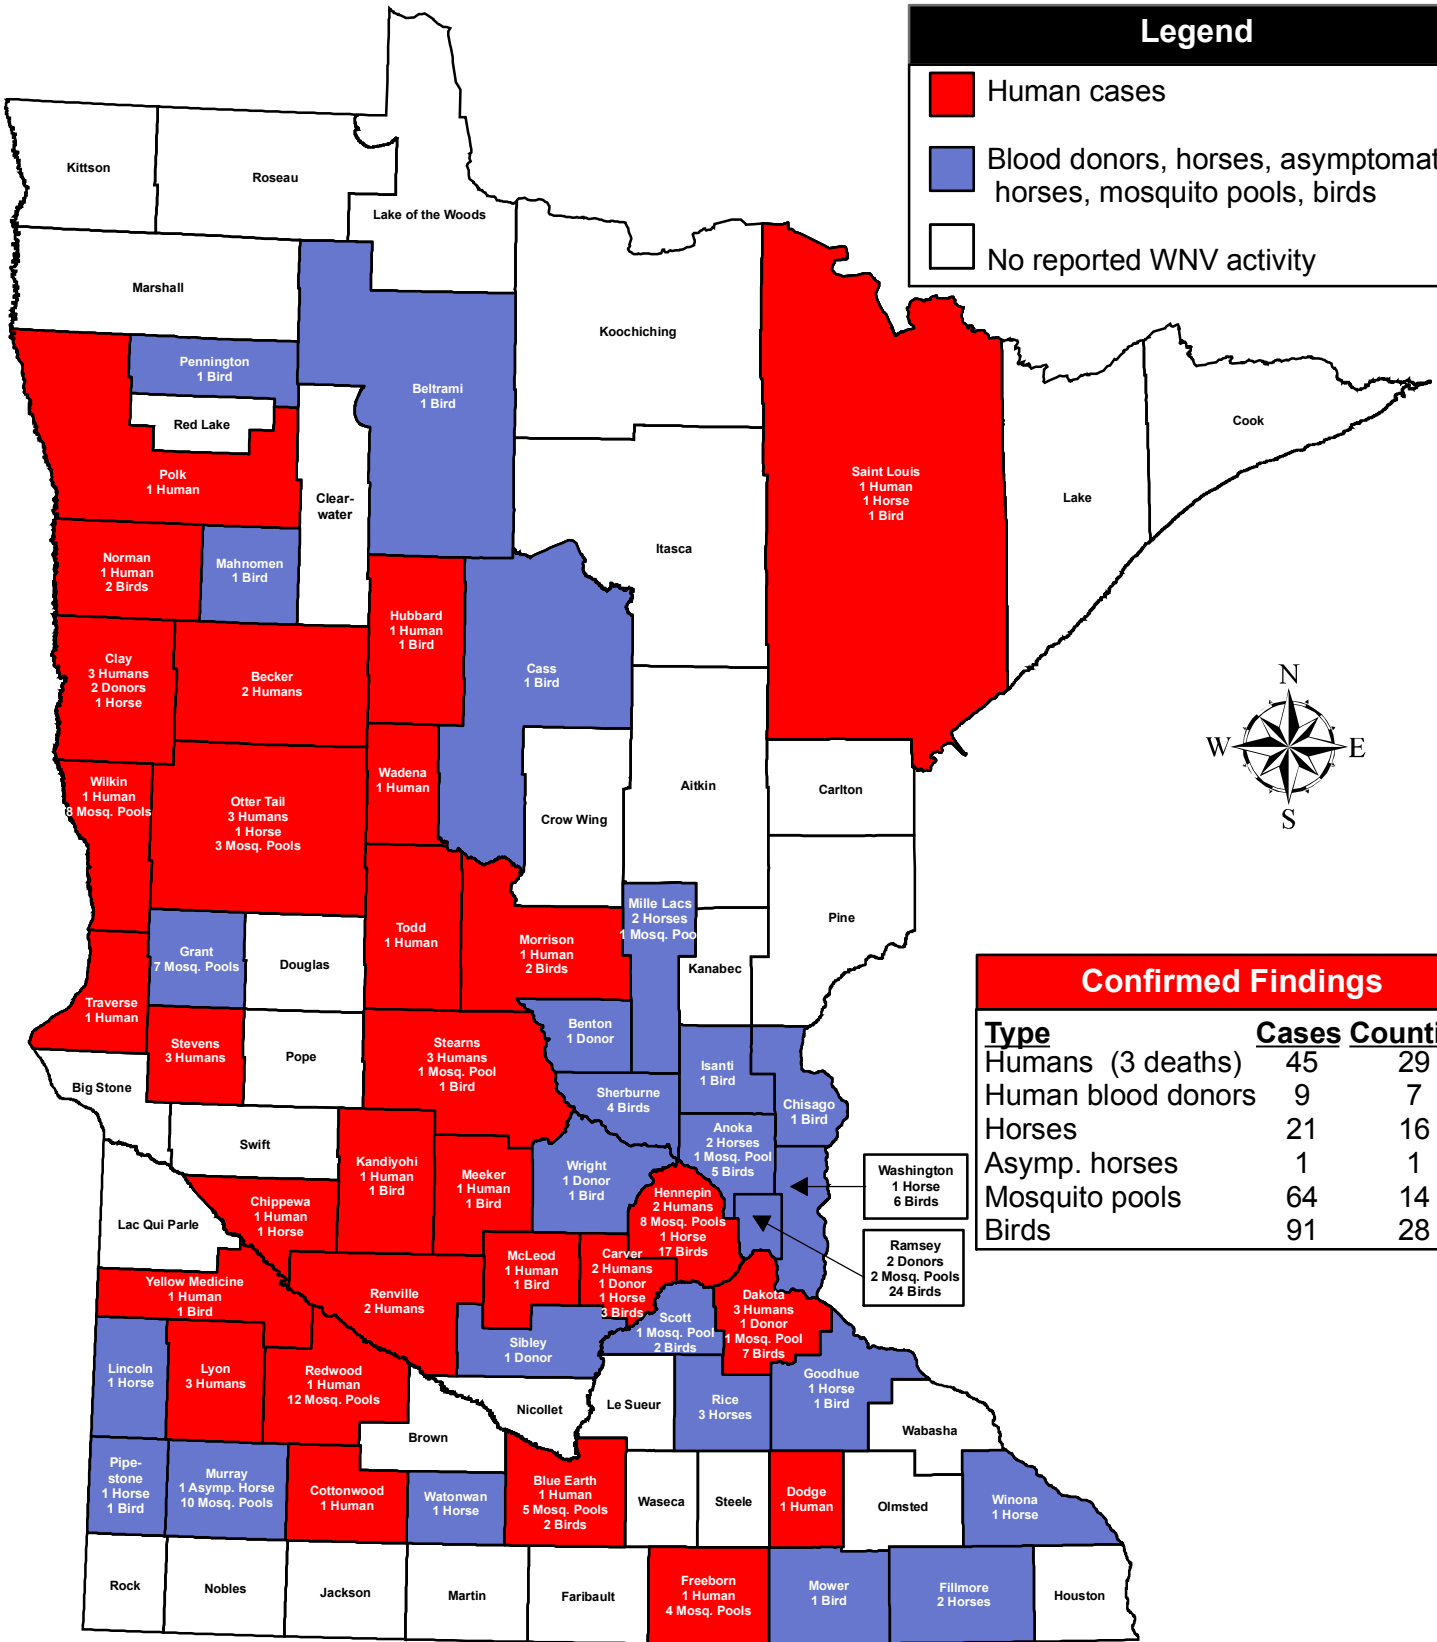 Legend
Human cases
Blood donors, horses, asymptomat
horses, mosquito pools, birds
No reported WNV activity
Kittson
Roseau
Lake of the Woods
Marshall
Koochiching
Pennington
1 Bird
Beltrami
1 Bird
Red Lake
Cook
Polk
1 Human
Clear-
water
Saint Louis
1 Human
1 Horse
1 Bird
Lake
Itasca
Norman
1 Human
2 Birds
Mahnomen
1 Bird
Hubbard
1 Human
1 Bird
Clay
3 Humans
2 Donors
1 Horse
Becker
2 Humans
Cass
1 Bird
N
W
E
S
Wilkin
1 Human
8 Mosq. Pools
Otter Tail
3 Humans
1 Horse
3 Mosq. Pools
Wadena
1 Human
Crow Wing
Aitkin
Carlton
Pine
Mille Lacs
2 Horses
1 Mosq. Poo
Kanabec
Grant
7 Mosq. Pools
Douglas
Todd
1 Human
Morrison
1 Human
2 Birds
Traverse
1 Human
Stevens
3 Humans
Pope
Stearns
3 Humans
1 Mosq. Pool
1 Bird
Benton
1 Donor
Isanti
1 Bird
Sherburne
4 Birds
Chisago
1 Bird
Big Stone
Swift
Anoka
2 Horses
1 Mosq. Pool
5 Birds
Confirmed Findings
Type Cases Counti
Humans (3 deaths) 45 29
Human blood donors 9 7
Horses 21 16
Asymp. horses 1 1
Mosquito pools 64 14
Birds 91 28
Kandiyohi
1 Human
1 Bird
Meeker
1 Human
1 Bird
Wright
1 Donor
1 Bird
Hennepin
2 Humans
8 Mosq. Pools
1 Horse
17 Birds
Washington
1 Horse
6 Birds
Ramsey
2 Donors
2 Mosq. Pools
24 Birds
Lac Qui Parle
Chippewa
1 Human
1 Horse
Yellow Medicine
1 Human
1 Bird
Renville
2 Humans
McLeod
1 Human
1 Bird
Carver
2 Humans
1 Donor
1 Horse
3 Birds
Scott
1 Mosq. Pool
2 Birds
Dakota
3 Humans
1 Donor
1 Mosq. Pool
7 Birds
Sibley
1 Donor
Lincoln
1 Horse
Lyon
3 Humans
Redwood
1 Human
12 Mosq. Pools
Brown
Nicollet
Le Sueur
Rice
3 Horses
Goodhue
1 Horse
1 Bird
Wabasha
Pipe-
stone
1 Horse
1 Bird
Murray
1 Asymp. Horse
10 Mosq. Pools
Cottonwood
1 Human
Watonwan
1 Horse
Blue Earth
1 Human
5 Mosq. Pools
2 Birds
Waseca
Steele
Dodge
1 Human
Olmsted
Winona
1 Horse
Rock
Nobles
Jackson
Martin
Faribault
Freeborn
1 Human
4 Mosq. Pools
Mower
1 Bird
Fillmore
2 Horses
Houston